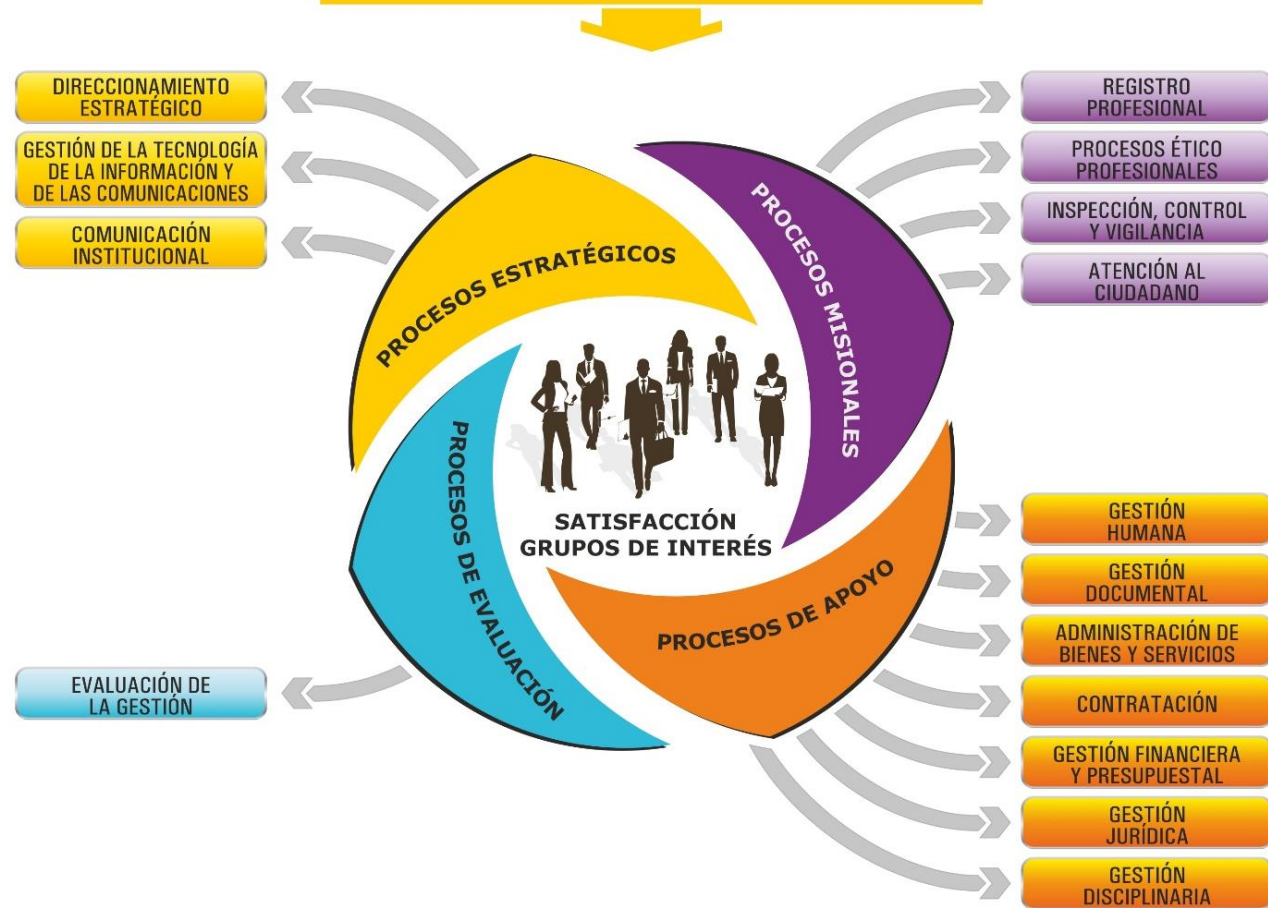 DIRECCIONAMIENTO
ESTRATÉGICO
GESTIÓN DE LA TECNOLOGÍA
DE LA INFORMACIÓN Y
DE LAS COMUNICACIONES
COMUNICACIÓN
INSTITUCIONAL
PROCESOS ESTRATÉGICOS
PROCESOS MISIONALES
REGISTRO
PROFESIONAL
PROCESOS ÉTICO
PROFESIONALES
INSPECCIÓN, CONTROL
Y VIGILANCIA
ATENCIÓN AL
CIUDADANO
SATISFACCIÓN
GRUPOS DE INTERÉS
PROCESOS DE EVALUACIÓN
EVALUACIÓN DE
LA GESTIÓN
PROCESOS DE APOYO
GESTIÓN
HUMANA
GESTIÓN
DOCUMENTAL
ADMINISTRACIÓN DE
BIENES Y SERVICIOS
CONTRATACIÓN
GESTIÓN FINANCIERA
Y PRESUPUESTAL
GESTIÓN
JURÍDICA
GESTIÓN
DISCIPLINARIA